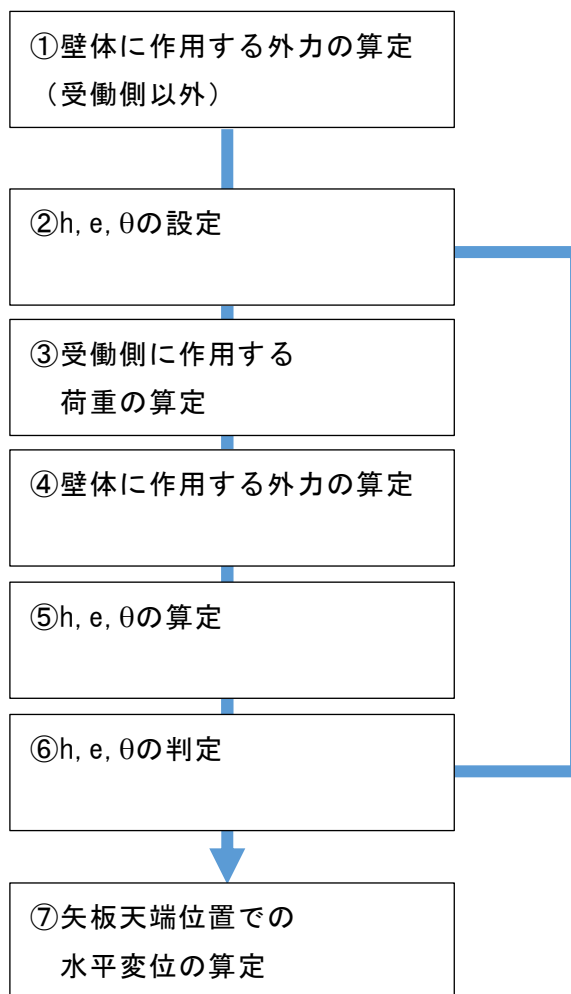 ①壁体に作用する外力の算定
（受働側以外）
②h, e, θの設定
③受働側に作用する
荷重の算定
④壁体に作用する外力の算定
⑤h, e, θの算定
⑥h, e, θの判定
⑦矢板天端位置での
水平変位の算定